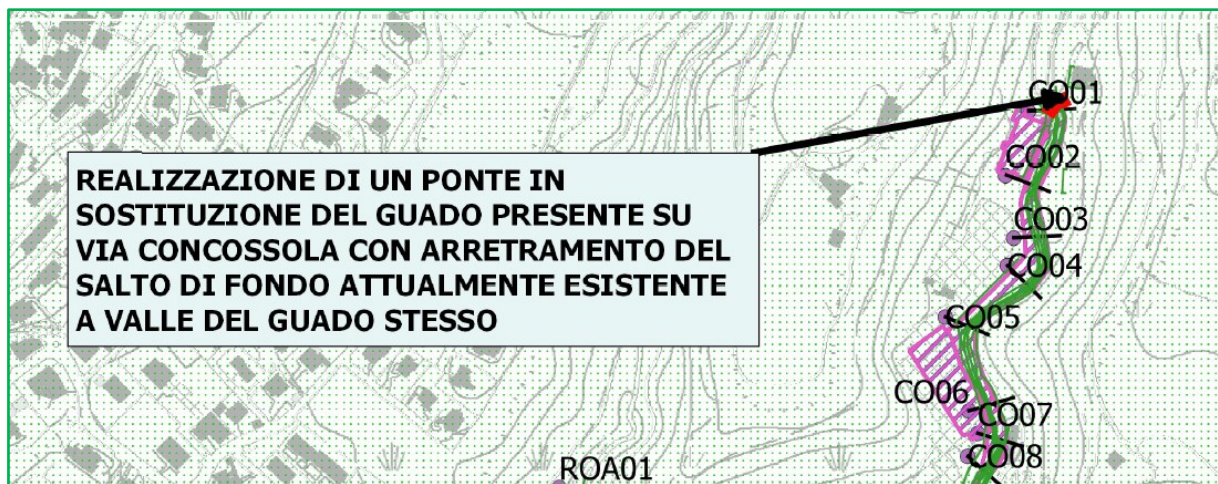 CO01
CO02
REALIZZAZIONE DI UN PONTE IN
SOSTITUZIONE DEL GUADO PRESENTE SU
VIA CONCOSSOLA CON ARRETRAMENTO DEL
SALTO DI FONDO ATTUALMENTE ESISTENTE
A VALLE DEL GUADO STESSO
CO03
CO04
CO05
CO06
CO07
CO08
ROA01